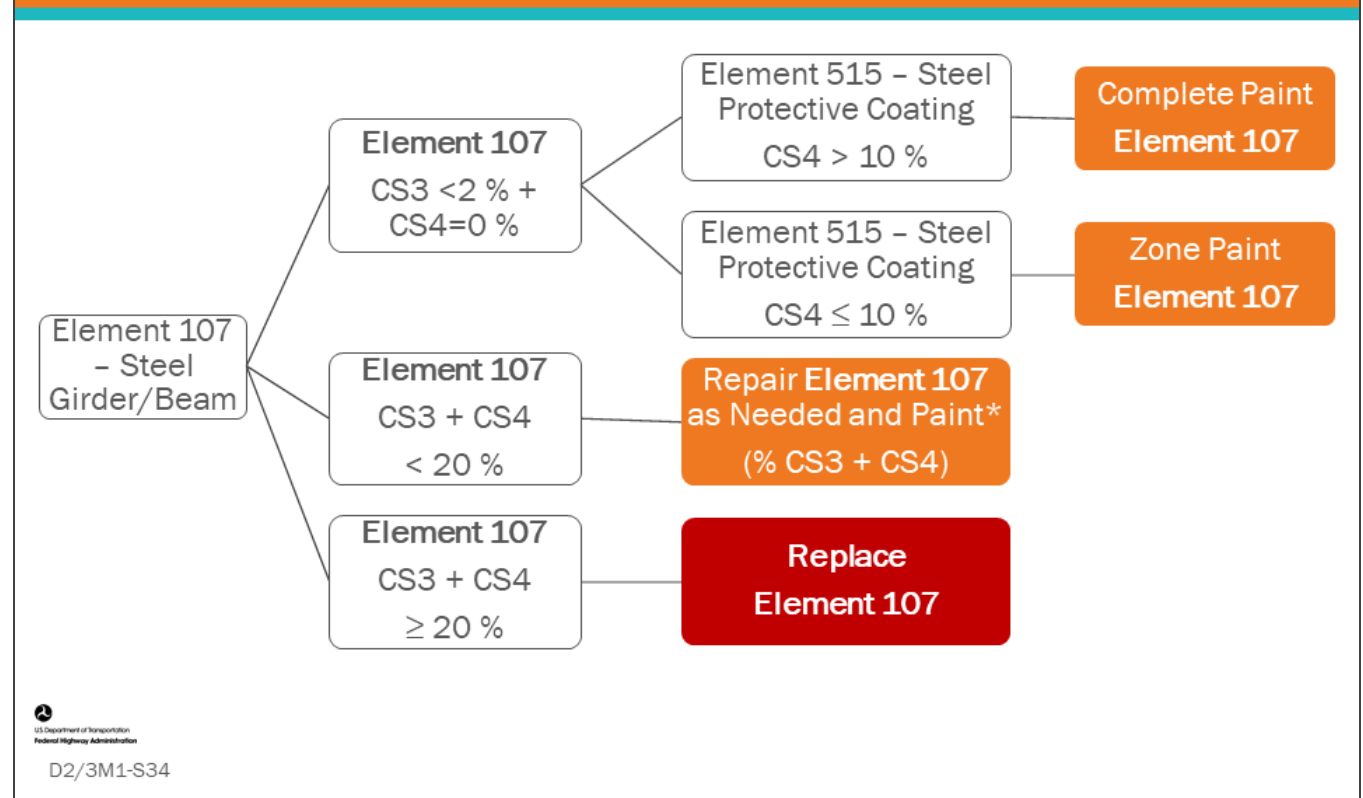 Element 107
– Steel
Girder/Beam
Element 107
CS3 <2 % +
CS4=0 %
Element 515 – Steel
Protective Coating
CS4 > 10 %
Complete Paint
Element 107
Element 515 – Steel
Protective Coating
CS4 ≤ 10 %
Zone Paint
Element 107
Element 107
CS3 + CS4
< 20 %
Repair Element 107
as Needed and Paint*
(% CS3 + CS4)
Element 107
CS3 + CS4
≥ 20 %
Replace
Element 107
U.S. Department of Transportation
Federal Highway Administration
D2/3M1-S34